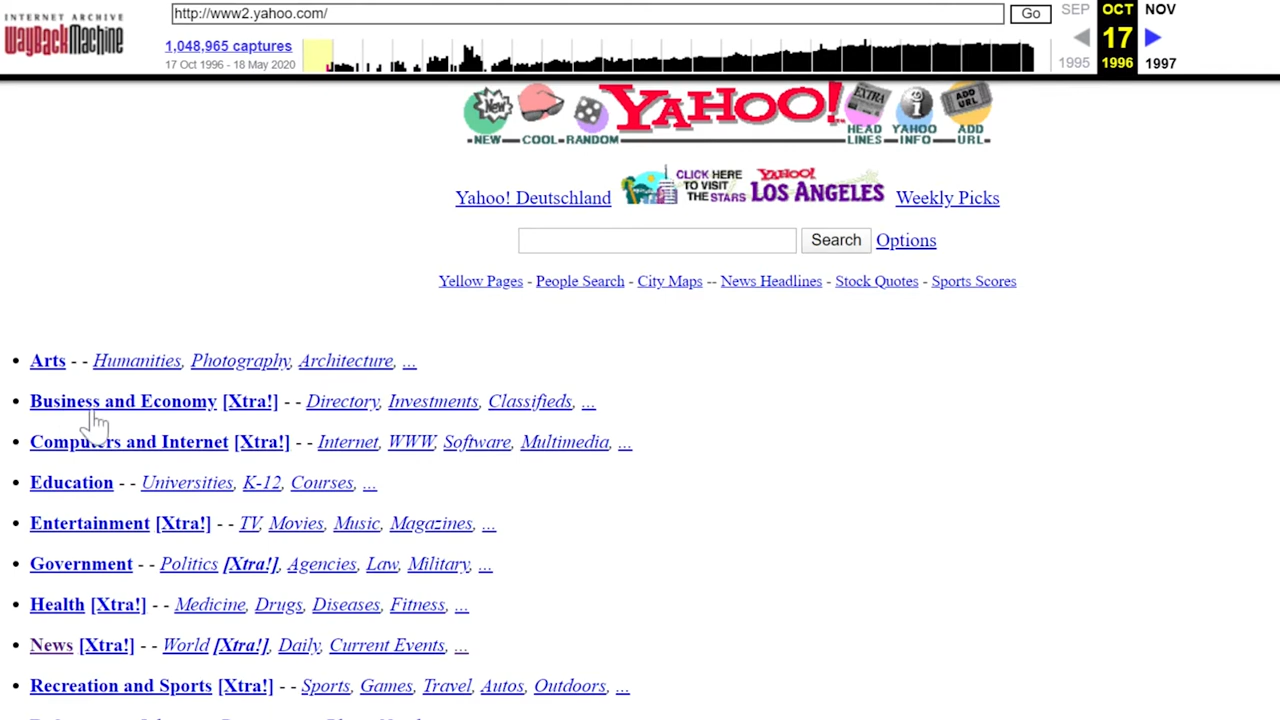 INTERNET ARCHIVE
WayBackMachine
http://www2.yahoo.com/
Go
1,048,965 captures
17 Oct 1996 - 18 May 2020
SEP OCT NOV
17
1995 1996 1997
New EXTRA i ADD URL
YAHOO!
NEW COOL RANDOM HEAD LINES YAHOO INFO ADD URL
Yahoo! Deutschland
CLICK HERE TO VISIT THE STARS
YAHOO! LOS ANGELES
Weekly Picks
Search Options
Yellow Pages - People Search - City Maps -- News Headlines - Stock Quotes - Sports Scores
• Arts - - Humanities, Photography, Architecture, ...
• Business and Economy [Xtra!] - - Directory, Investments, Classifieds, ...
• Computers and Internet [Xtra!] - - Internet, WWW, Software, Multimedia, ...
• Education - - Universities, K-12, Courses, ...
• Entertainment [Xtra!] - - TV, Movies, Music, Magazines, ...
• Government - - Politics [Xtra!], Agencies, Law, Military, ...
• Health [Xtra!] - - Medicine, Drugs, Diseases, Fitness, ...
• News [Xtra!] - - World [Xtra!], Daily, Current Events, ...
• Recreation and Sports [Xtra!] - - Sports, Games, Travel, Autos, Outdoors, ...